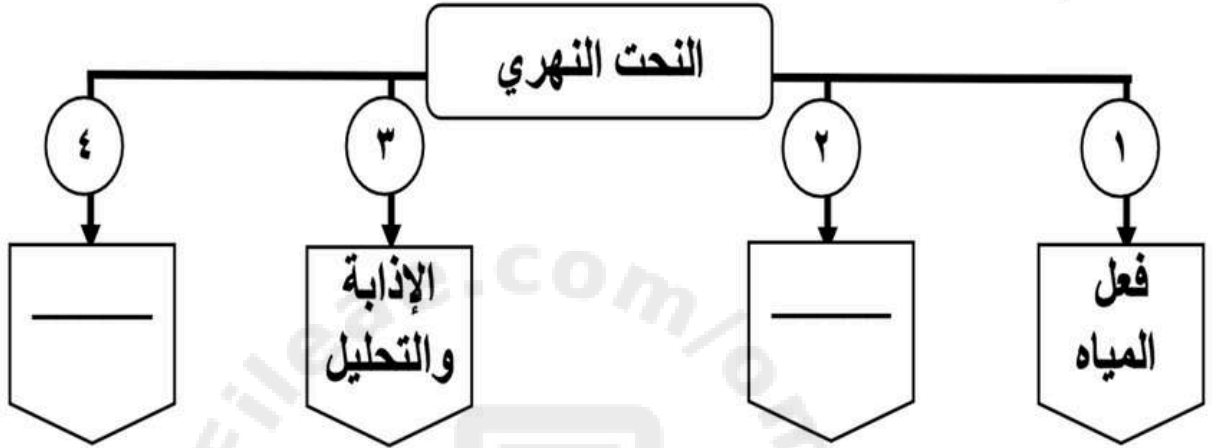 النحت النهري
١
٢
٣
٤
فعل
المياه
الإذابة
والتحليل